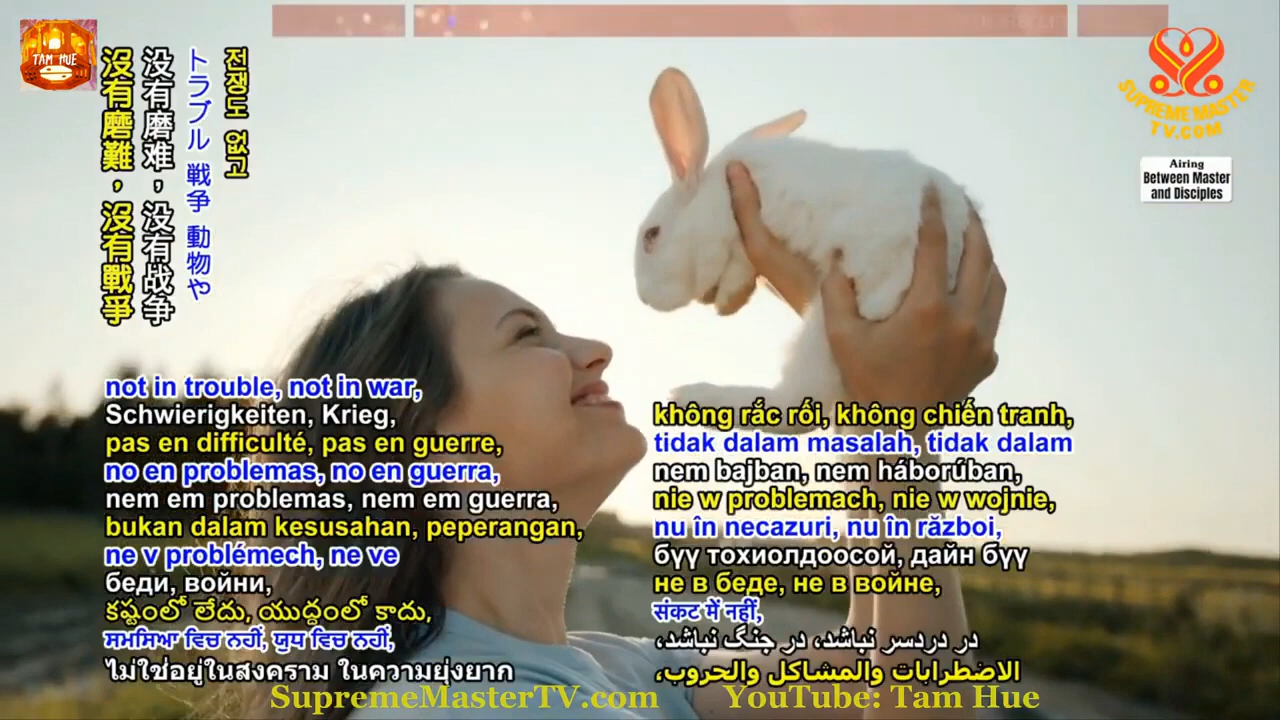 TAM HUE
SUPREME MASTER
TV.COM
Airing
Between Master
and Disciples
전쟁도 없고
トラブル 戦争 動物や
没有磨难，没有战争
沒有磨難，沒有戰爭
not in trouble, not in war,
Schwierigkeiten, Krieg,
pas en difficulté, pas en guerre,
no en problemas, no en guerra,
nem em problemas, nem em guerra,
bukan dalam kesusahan, peperangan,
ne v problémech, ne ve
беди, войни,
కష్టంలో లేదు, యుద్ధంలో కాదు,
ਸਮਸਿਆ ਵਿਚ ਨਹੀਂ, ਯੁਧ ਵਿਚ ਨਹੀਂ,
ไม่ใช่อยู่ในสงคราม ในความยุ่งยาก
không rắc rối, không chiến tranh,
tidak dalam masalah, tidak dalam
nem bajban, nem háborúban,
nie w problemach, nie w wojnie,
nu în necazuri, nu în război,
бүү тохиолдоосой, дайн бүү
не в беде, не в войне,
संकट में नहीं,
در دردسر نباشد، در جنگ نباشد،
الاضطرابات والمشاكل والحروب،
SupremeMasterTV.com
YouTube: Tam Hue